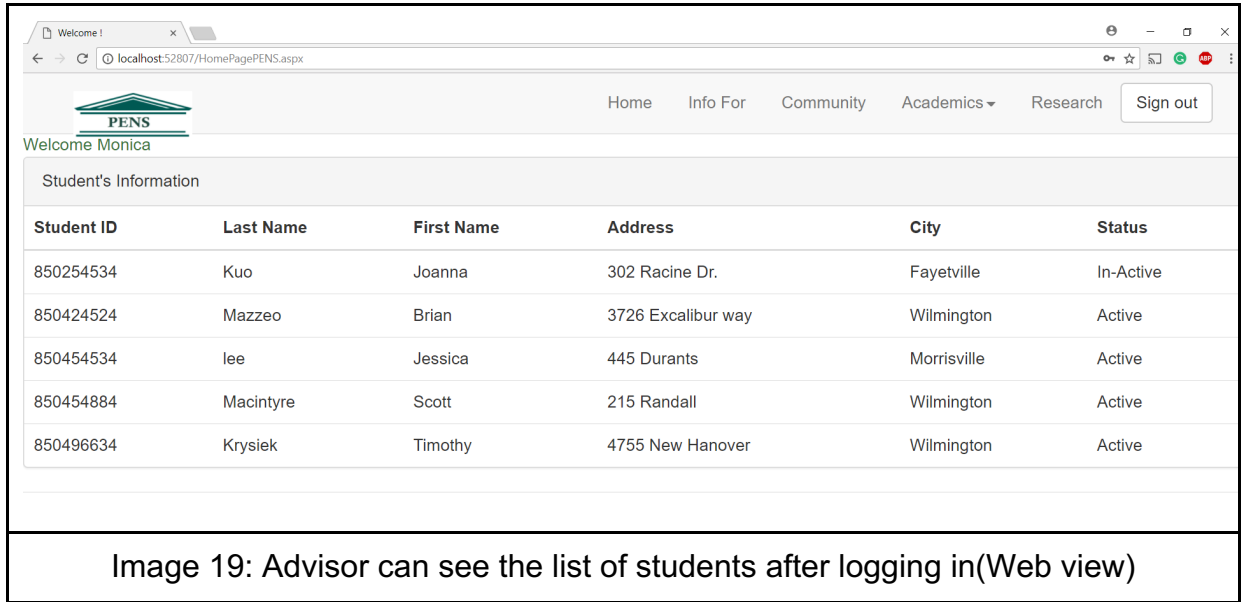 Welcome !
localhost:52807/HomePagePENS.aspx
ABP
PENS
Home Info For Community Academics Research Sign out
Welcome Monica
Student's Information
Student ID Last Name First Name Address City Status
850254534 Kuo Joanna 302 Racine Dr. Fayetville In-Active
850424524 Mazzeo Brian 3726 Excalibur way Wilmington Active
850454534 lee Jessica 445 Durants Morrisville Active
850454884 Macintyre Scott 215 Randall Wilmington Active
850496634 Krysiek Timothy 4755 New Hanover Wilmington Active
Image 19: Advisor can see the list of students after logging in(Web view)